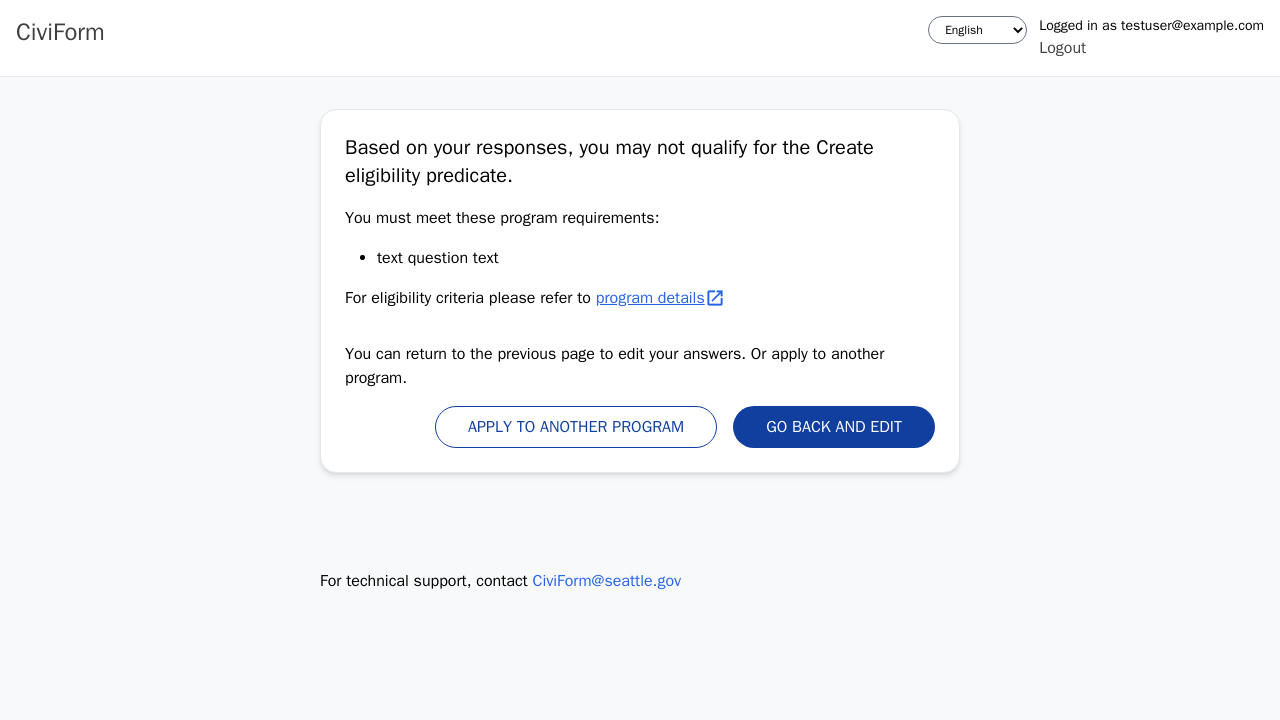 CiviForm
English
Logged in as testuser@example.com
Logout
Based on your responses, you may not qualify for the Create
eligibility predicate.
You must meet these program requirements:
• text question text
For eligibility criteria please refer to program details
You can return to the previous page to edit your answers. Or apply to another
program.
APPLY TO ANOTHER PROGRAM
GO BACK AND EDIT
For technical support, contact CiviForm@seattle.gov